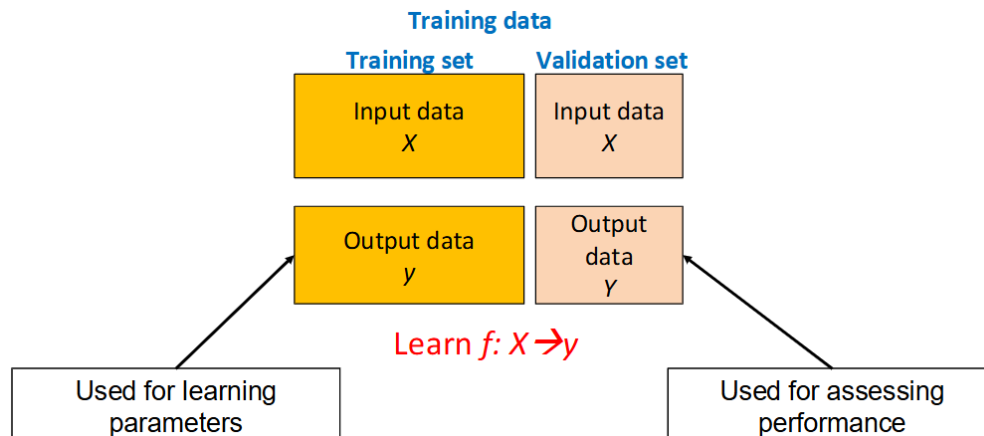 Training data
Training set
Validation set
Input data
X
Input data
X
Output data
y
Output
data
Y
Learn f: X→y
Used for learning
parameters
Used for assessing
performance